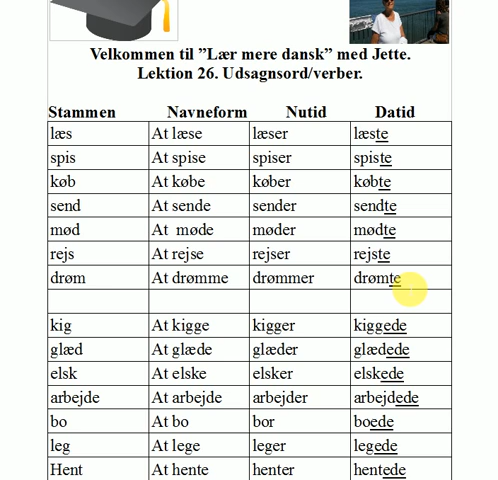 Velkommen til ”Lær mere dansk” med Jette.
Lektion 26. Udsagnsord/verber.
Stammen Navneform Nutid Datid
læs At læse læser læste
spis At spise spiser spiste
køb At købe køber købte
send At sende sender sendte
mød At møde møder mødte
rejs At rejse rejser rejste
drøm At drømme drømmer drømte
kig At kigge kigger kiggede
glæd At glæde glæder glædede
elsk At elske elsker elskede
arbejde At arbejde arbejder arbejdede
bo At bo bor boede
leg At lege leger legede
Hent At hente henter hentede